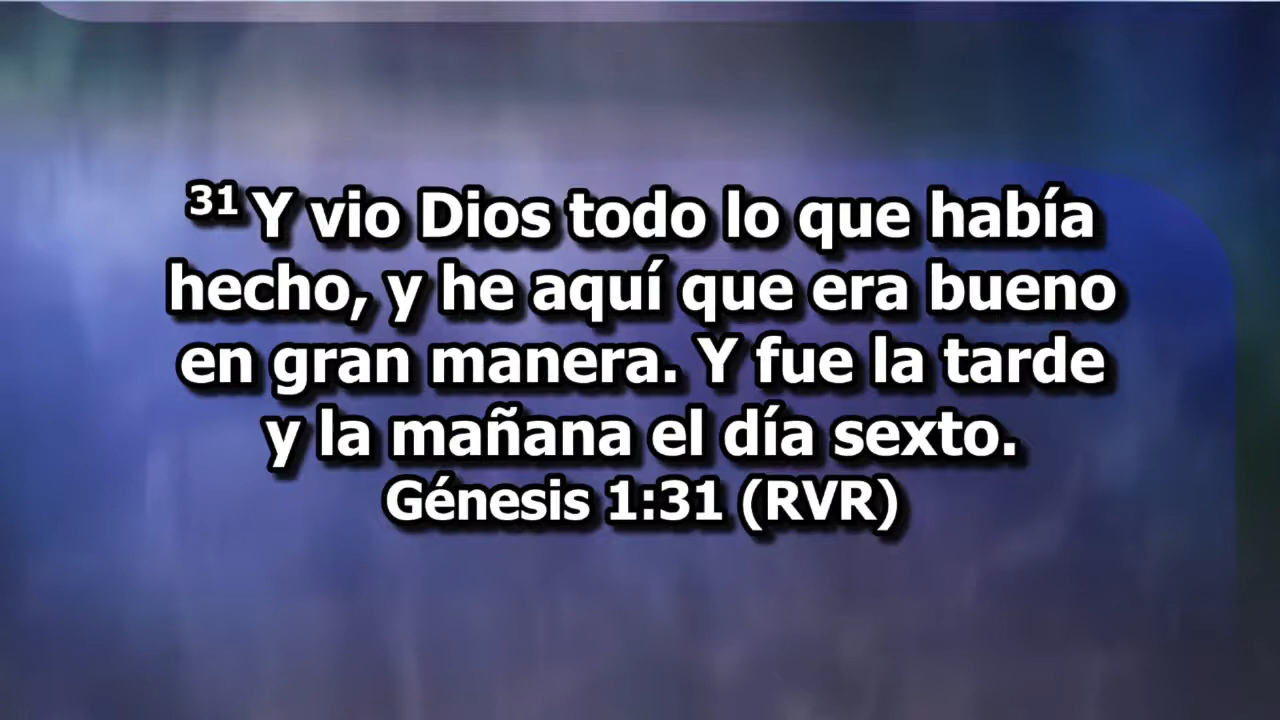 31 Y vio Dios todo lo que había
hecho, y he aquí que era bueno
en gran manera. Y fue la tarde
y la mañana el día sexto.
Génesis 1:31 (RVR)